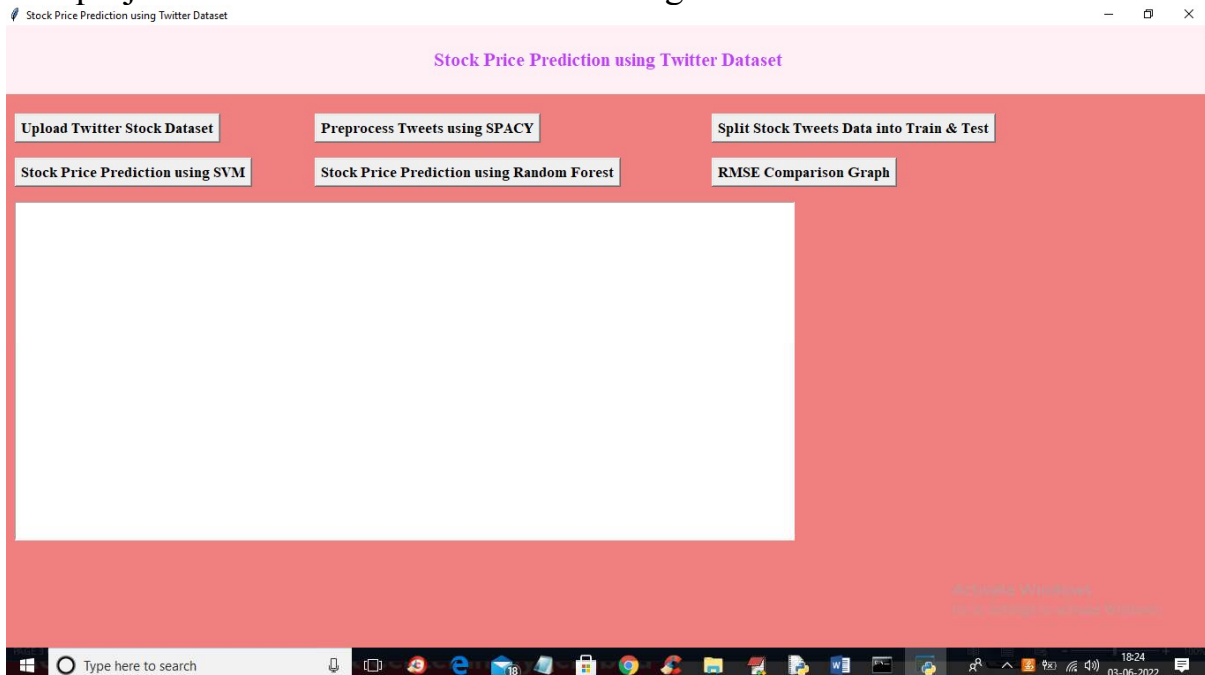 Stock Price Prediction using Twitter Dataset
Stock Price Prediction using Twitter Dataset
Upload Twitter Stock Dataset
Preprocess Tweets using SPACY
Split Stock Tweets Data into Train & Test
Stock Price Prediction using SVM
Stock Price Prediction using Random Forest
RMSE Comparison Graph
Activate Windows
Type here to search
18
18:24
03-06-2022